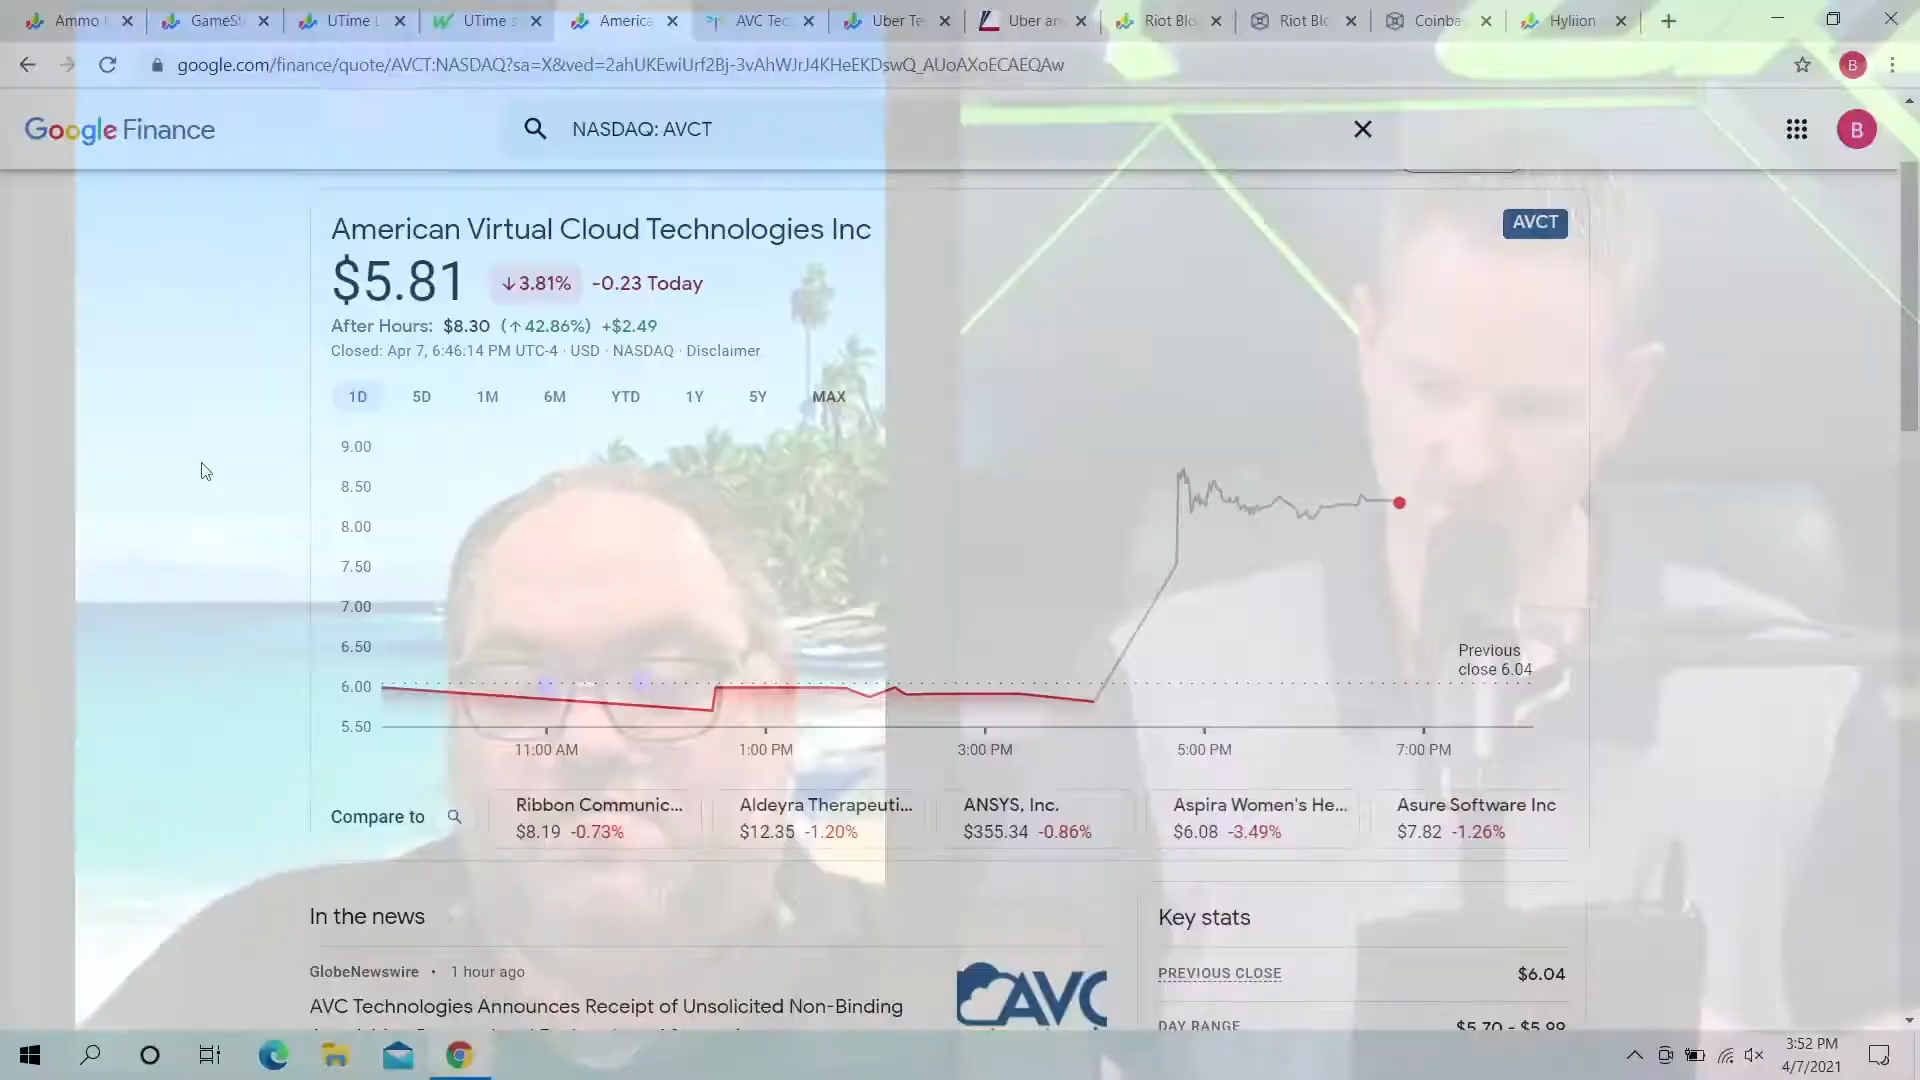 Ammo
GameSt
UTime
UTime s
America
AVC Tec
Uber Te
Uber an
Riot Blo
Riot Blo
Coinba
Hyliion
google.com/finance/quote/AVCT:NASDAQ?sa=X&ved=2ahUKEwiUrf2Bj-3vAhWJrJ4KHeEKDswQ_AUoAXoECAEQAw
B
Google Finance
NASDAQ: AVCT
B
American Virtual Cloud Technologies Inc
AVCT
$5.81 ↓3.81% -0.23 Today
After Hours: $8.30 (↑42.86%) +$2.49
Closed: Apr 7, 6:46:14 PM UTC-4 · USD · NASDAQ · Disclaimer
1D 5D 1M 6M YTD 1Y 5Y MAX
9.00
8.50
8.00
7.50
7.00
6.50
6.00
5.50
Previous
close 6.04
11:00 AM 1:00 PM 3:00 PM 5:00 PM 7:00 PM
Compare to
Ribbon Communic...
$8.19 -0.73%
Aldeyra Therapeuti...
$12.35 -1.20%
ANSYS, Inc.
$355.34 -0.86%
Aspira Women's He...
$6.08 -3.49%
Asure Software Inc
$7.82 -1.26%
In the news
GlobeNewswire • 1 hour ago
AVC Technologies Announces Receipt of Unsolicited Non-Binding
AVC
Key stats
PREVIOUS CLOSE $6.04
DAY RANGE $5.70 - $5.99
3:52 PM
4/7/2021